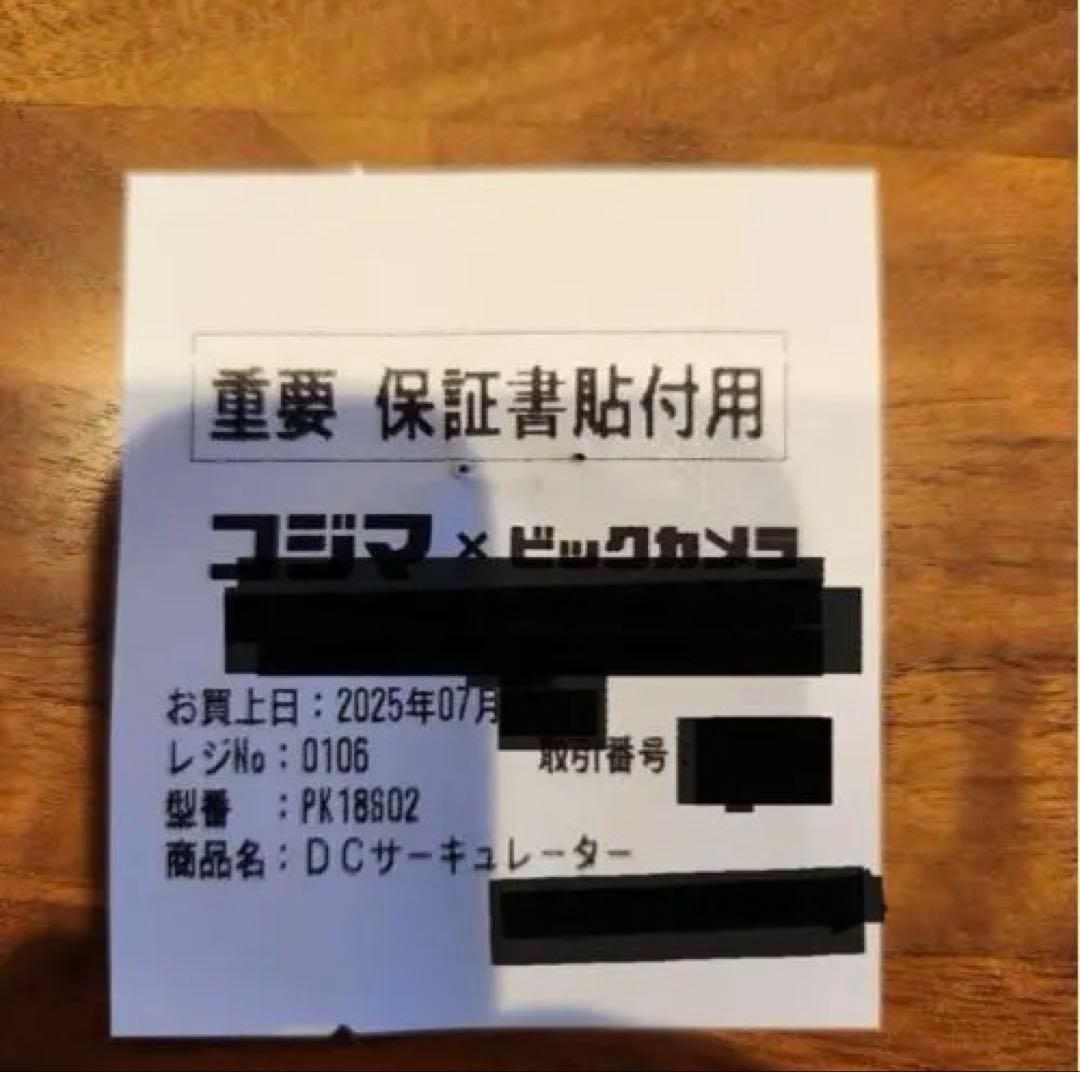 重要 保証書貼付用
コジマ×ビックカメラ
お買上日：2025年07月
レジNo：0106 取引番号：
型番 ：PK18S02
商品名：DCサーキュレーター